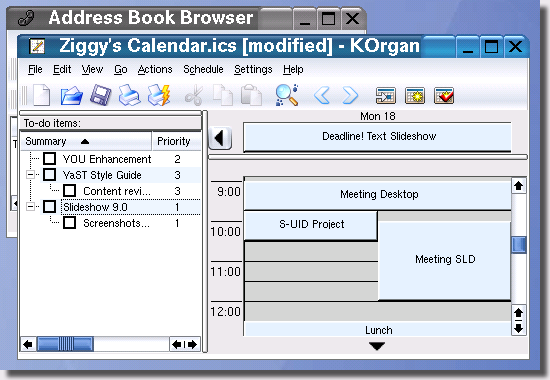 Address Book Browser
Ziggy's Calendar.ics [modified] - KOrgan
File Edit View Go Actions Schedule Settings Help
To-do items:
Summary Priority
YOU Enhancement 2
YaST Style Guide 3
Content revi... 3
Slideshow 9.0 1
Screenshots... 1
Mon 18
Deadline! Text Slideshow
9:00
Meeting Desktop
10:00
S-UID Project
Meeting SLD
11:00
12:00
Lunch